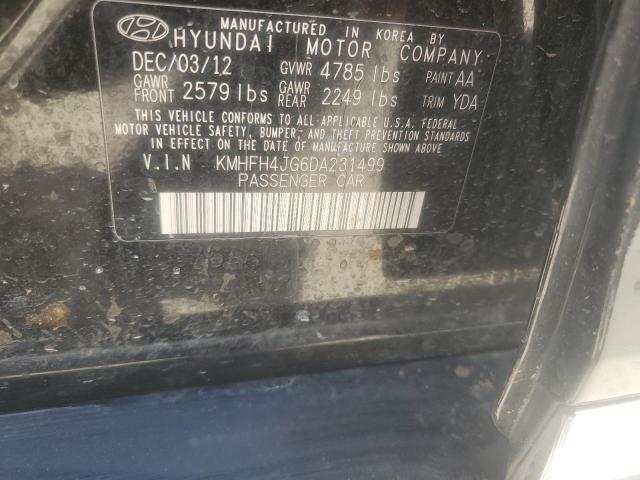 MANUFACTURED IN KOREA BY
HYUNDAI MOTOR COMPANY
DEC/03/12 GVWR 4785 lbs PAINT AA
GAWR FRONT 2579 lbs GAWR REAR 2249 lbs TRIM YDA
THIS VEHICLE CONFORMS TO ALL-APPLICABLE U.S.A. FEDERAL
MOTOR VEHICLE SAFETY, BUMPER, AND THEFT PREVENTION STANDARDS
IN EFFECT ON THE DATE OF MANUFACTURE SHOWN ABOVE.
V.I.N KMHFH4JG6DA231499
PASSENGER CAR